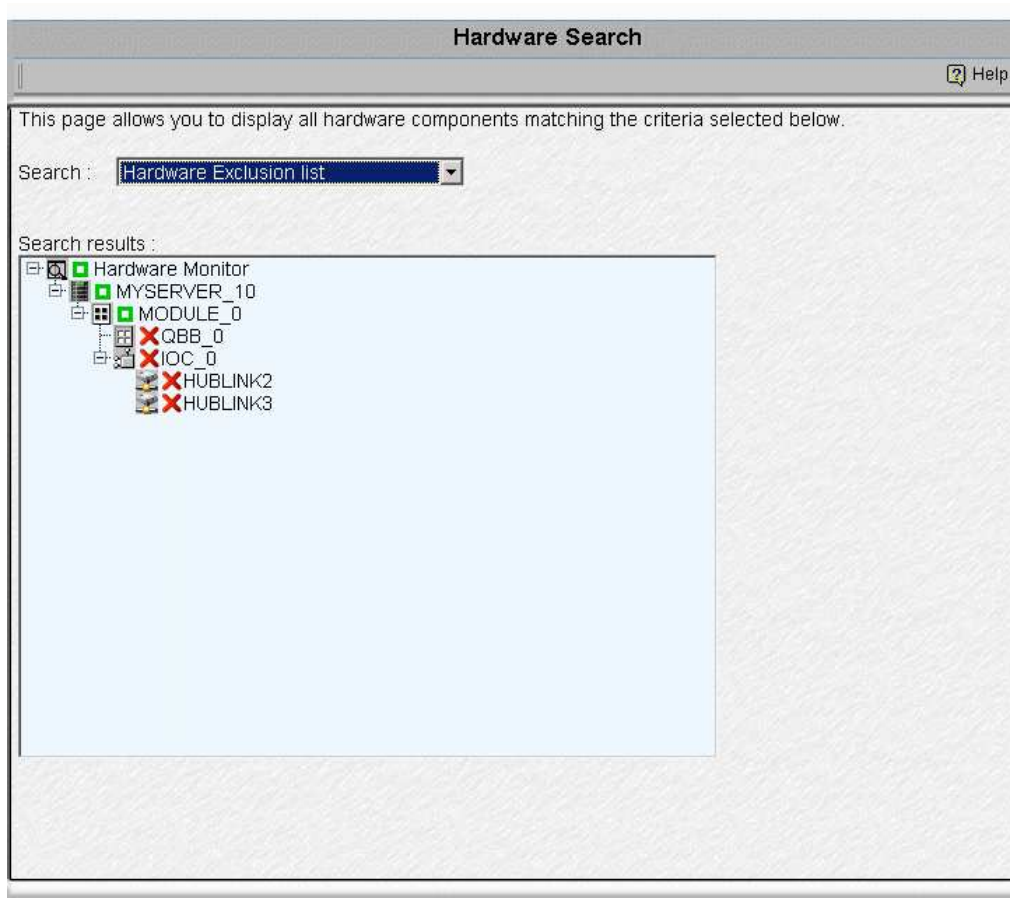 Hardware Search
Help
This page allows you to display all hardware components matching the criteria selected below.
Search : Hardware Exclusion list
Search results :
Hardware Monitor
MYSERVER_10
MODULE_0
QBB_0
IOC_0
HUBLINK2
HUBLINK3